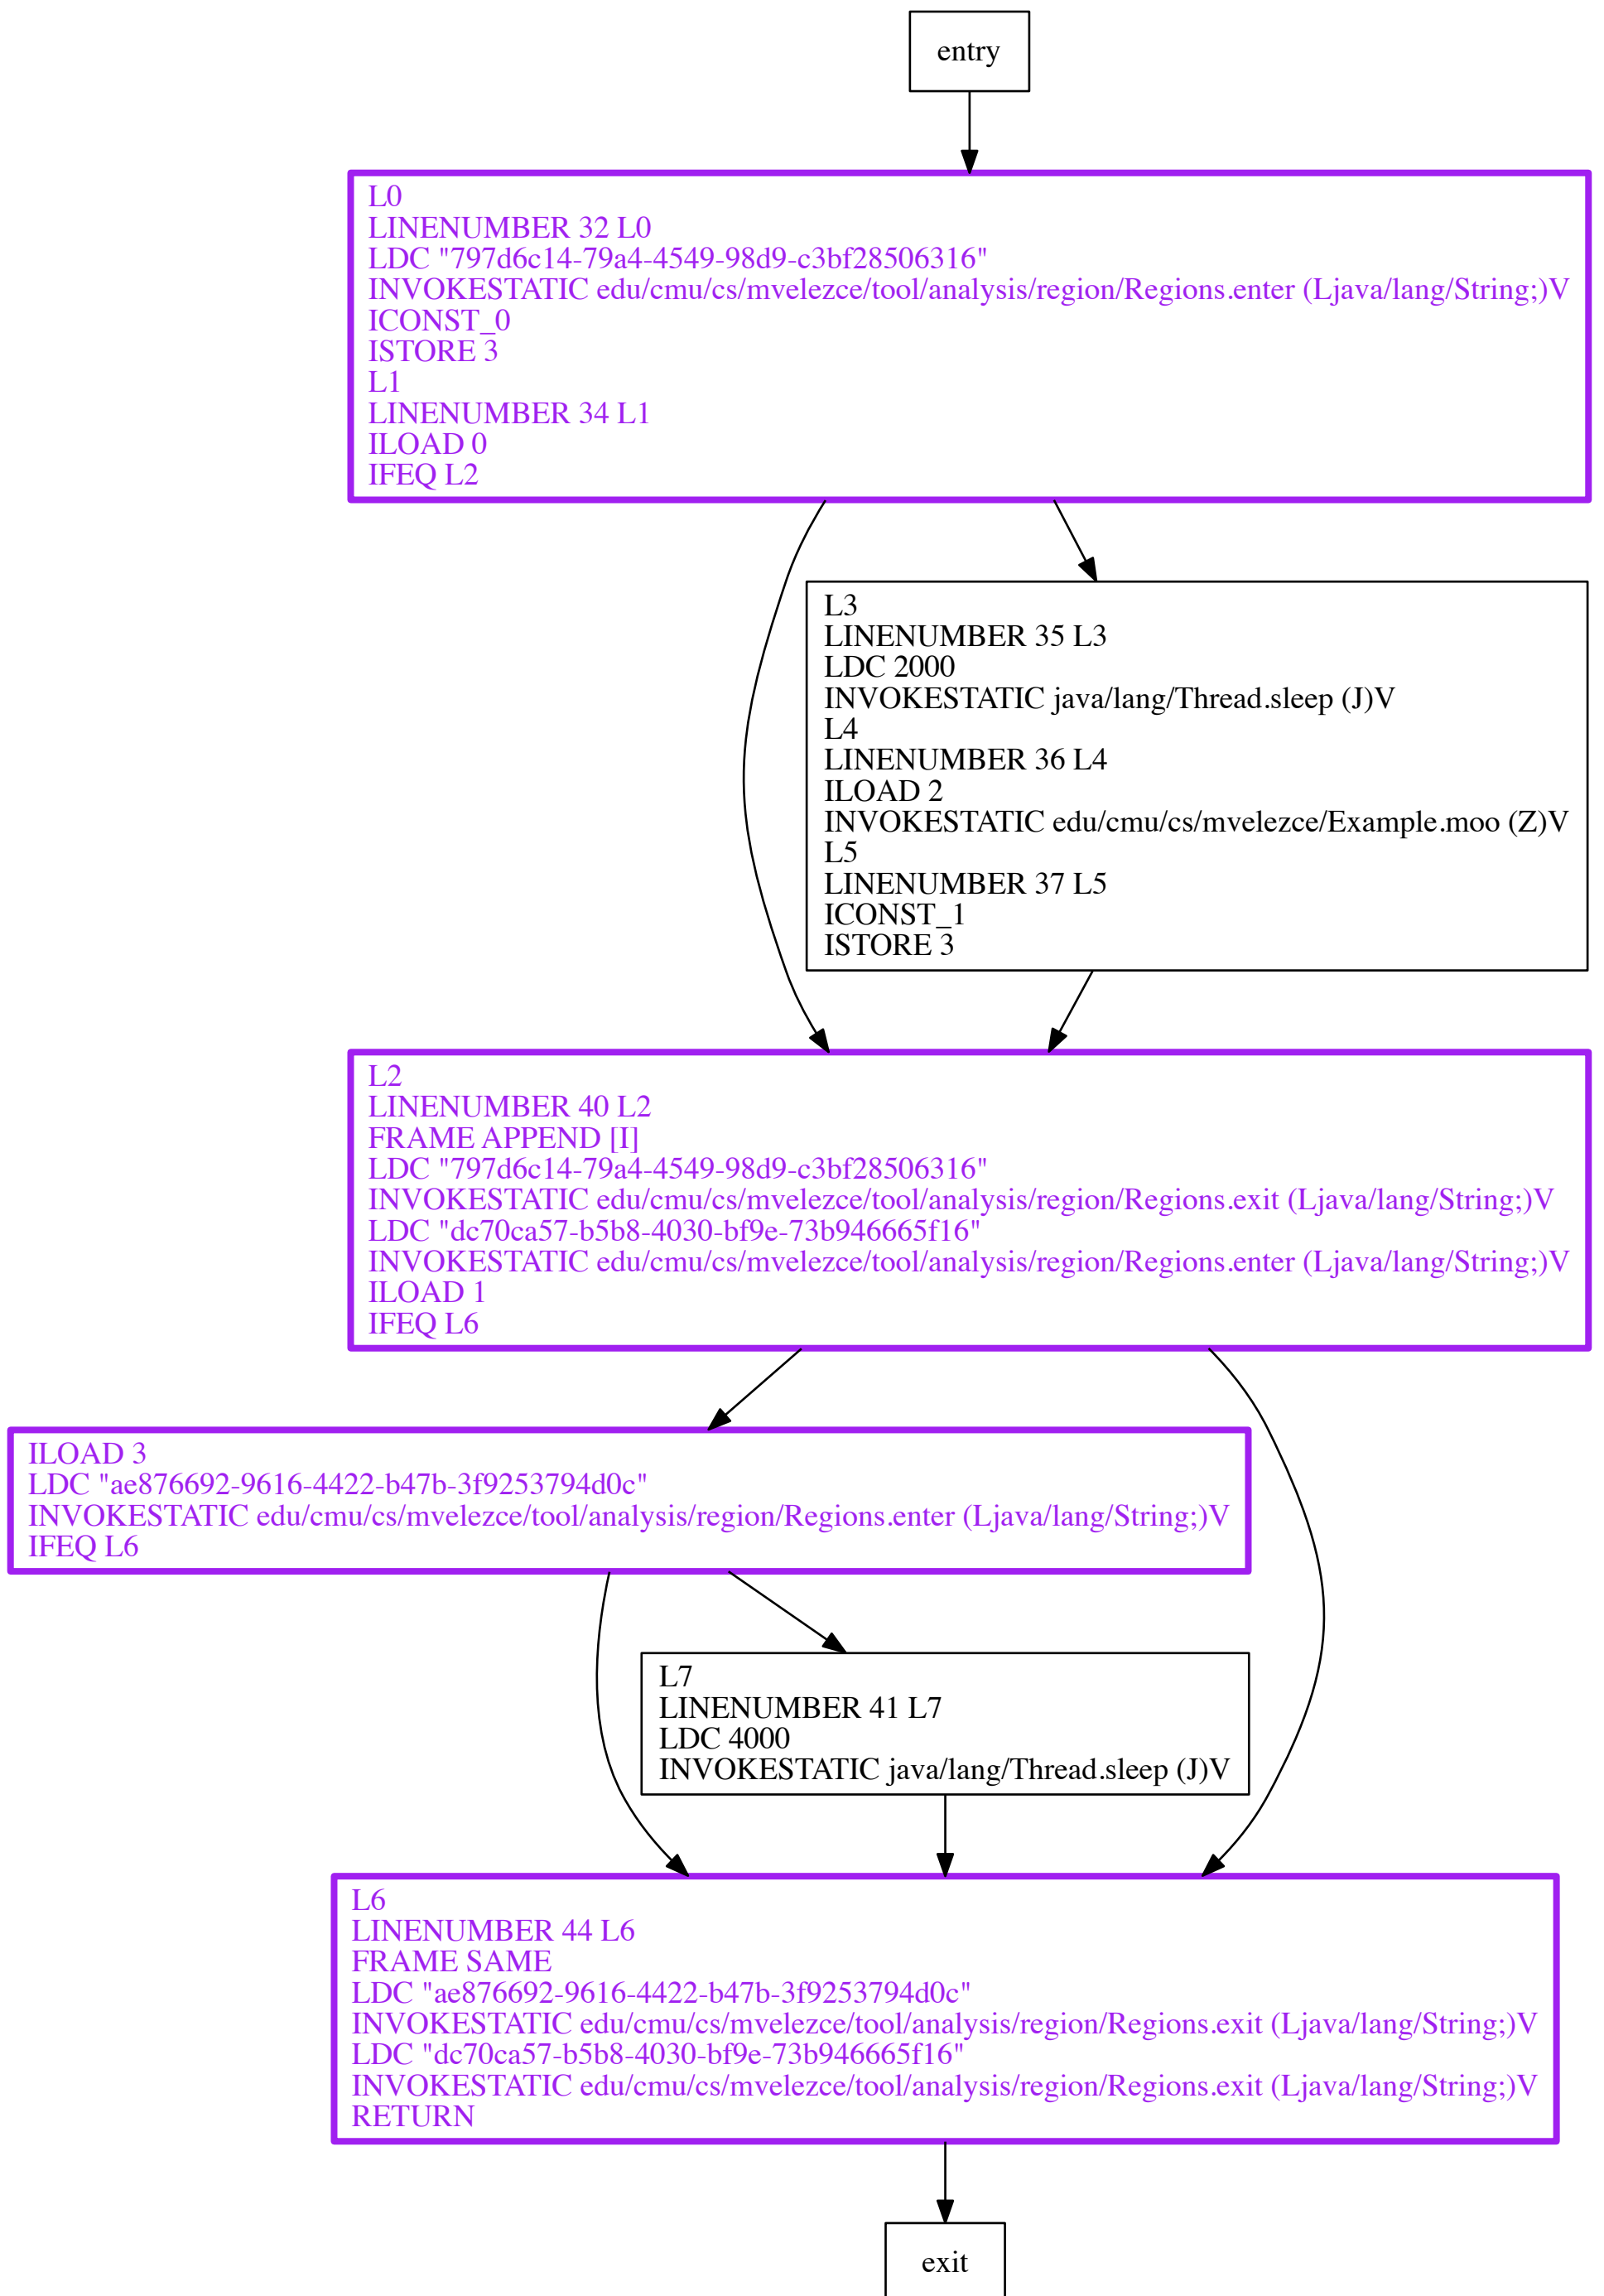 entry
L0
LINENUMBER 32 L0
LDC "797d6c14-79a4-4549-98d9-c3bf28506316"
INVOKESTATIC edu/cmu/cs/mvelezce/tool/analysis/region/Regions.enter (Ljava/lang/String;)V
ICONST_0
ISTORE 3
L1
LINENUMBER 34 L1
ILOAD 0
IFEQ L2
L3
LINENUMBER 35 L3
LDC 2000
INVOKESTATIC java/lang/Thread.sleep (J)V
L4
LINENUMBER 36 L4
ILOAD 2
INVOKESTATIC edu/cmu/cs/mvelezce/Example.moo (Z)V
L5
LINENUMBER 37 L5
ICONST_1
ISTORE 3
L2
LINENUMBER 40 L2
FRAME APPEND [I]
LDC "797d6c14-79a4-4549-98d9-c3bf28506316"
INVOKESTATIC edu/cmu/cs/mvelezce/tool/analysis/region/Regions.exit (Ljava/lang/String;)V
LDC "dc70ca57-b5b8-4030-bf9e-73b946665f16"
INVOKESTATIC edu/cmu/cs/mvelezce/tool/analysis/region/Regions.enter (Ljava/lang/String;)V
ILOAD 1
IFEQ L6
ILOAD 3
LDC "ae876692-9616-4422-b47b-3f9253794d0c"
INVOKESTATIC edu/cmu/cs/mvelezce/tool/analysis/region/Regions.enter (Ljava/lang/String;)V
IFEQ L6
L7
LINENUMBER 41 L7
LDC 4000
INVOKESTATIC java/lang/Thread.sleep (J)V
L6
LINENUMBER 44 L6
FRAME SAME
LDC "ae876692-9616-4422-b47b-3f9253794d0c"
INVOKESTATIC edu/cmu/cs/mvelezce/tool/analysis/region/Regions.exit (Ljava/lang/String;)V
LDC "dc70ca57-b5b8-4030-bf9e-73b946665f16"
INVOKESTATIC edu/cmu/cs/mvelezce/tool/analysis/region/Regions.exit (Ljava/lang/String;)V
RETURN
exit